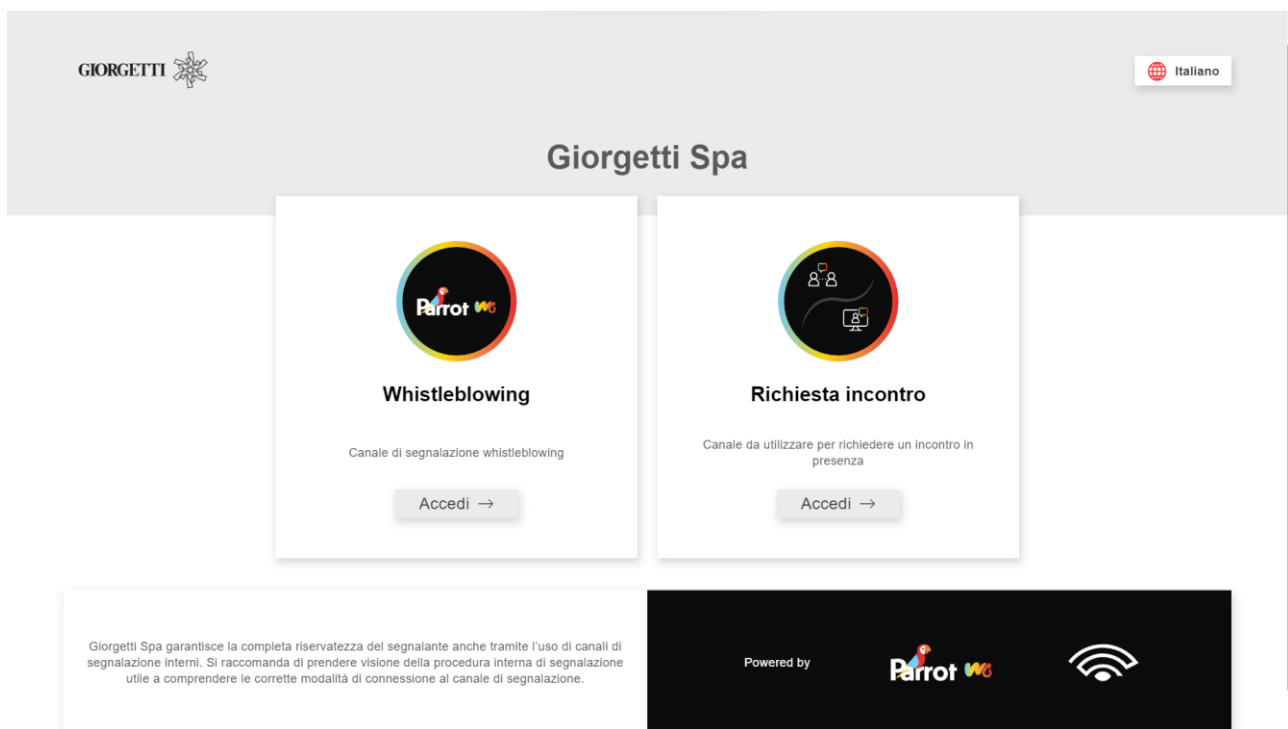 GIORGETTI
Italiano
Giorgetti Spa
Parrot WB
Whistleblowing
Canale di segnalazione whistleblowing
Accedi →
Richiesta incontro
Canale da utilizzare per richiedere un incontro in
presenza
Accedi →
Giorgetti Spa garantisce la completa riservatezza del segnalante anche tramite l'uso di canali di
segnalazione interni. Si raccomanda di prendere visione della procedura interna di segnalazione
utile a comprendere le corrette modalità di connessione al canale di segnalazione.
Powered by
Parrot WB